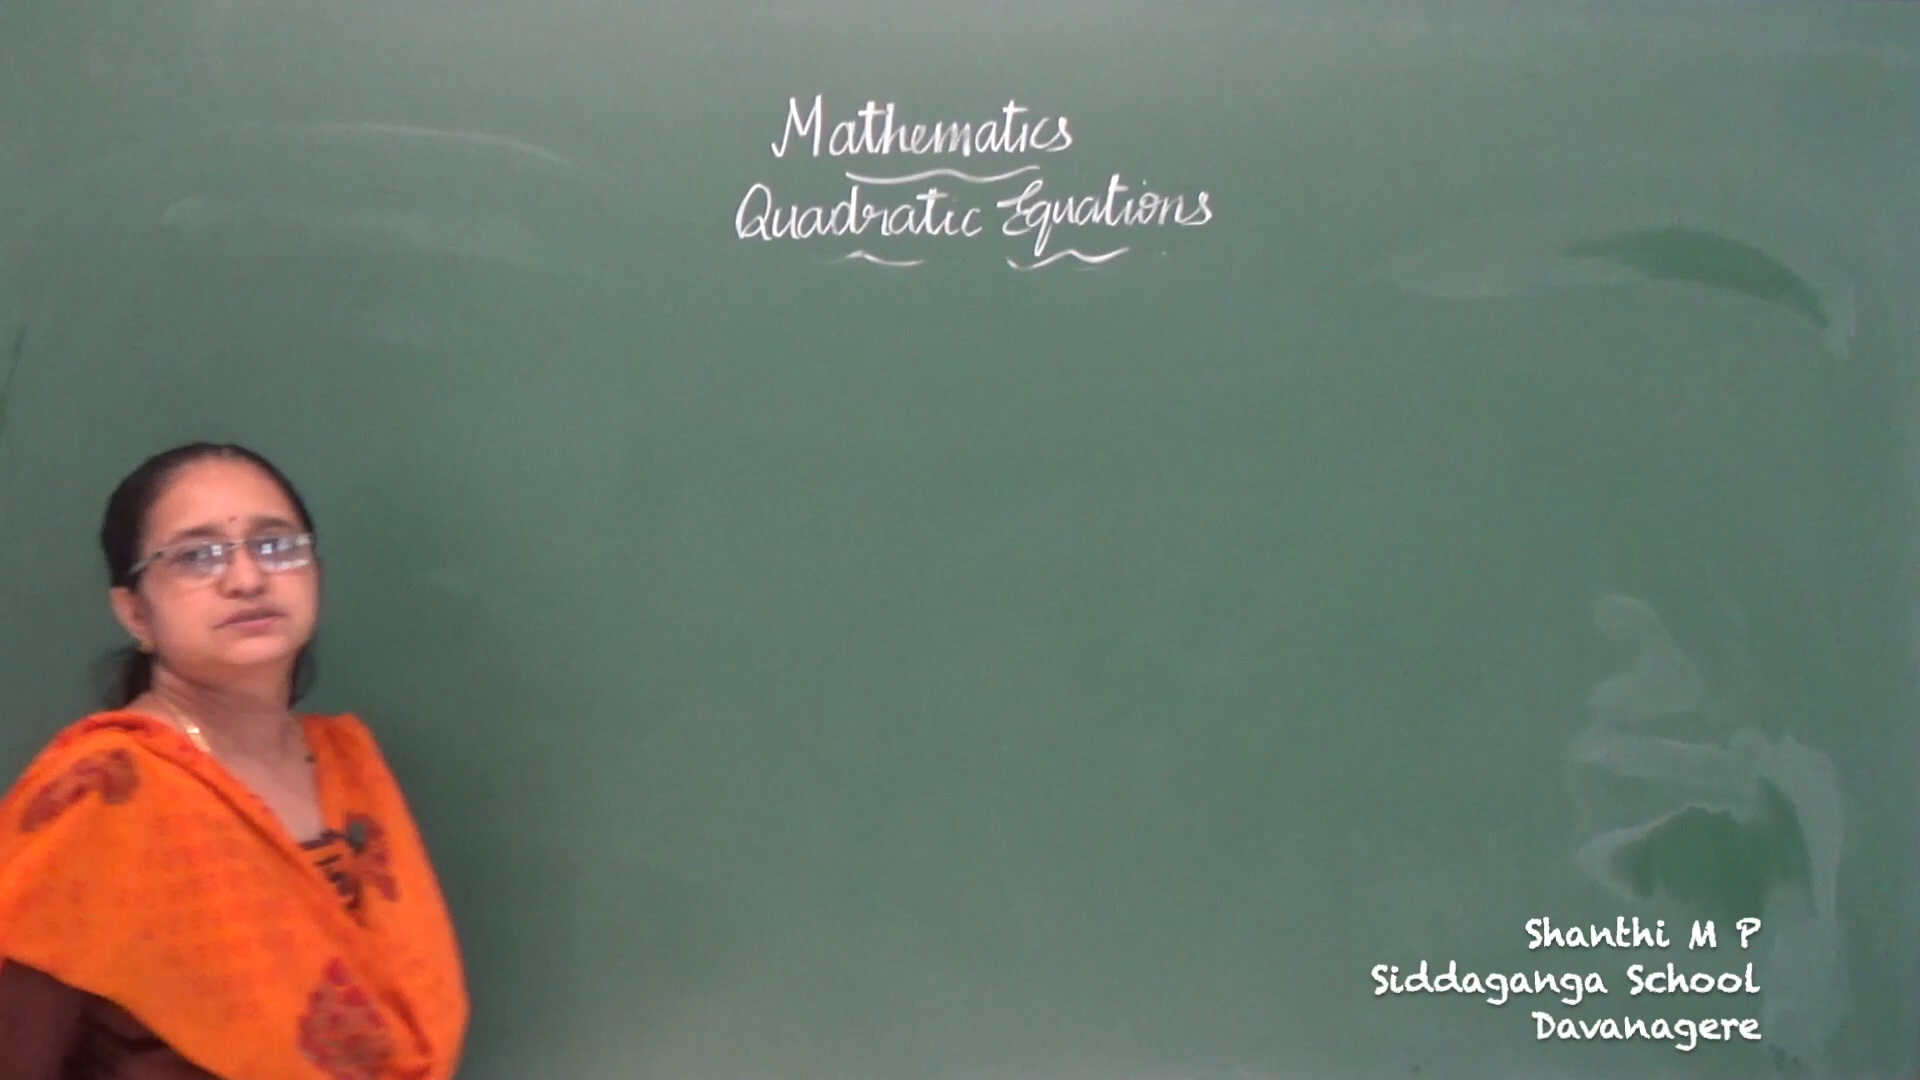 Mathematics
Quadratic Equations
Shanthi M P
Siddaganga School
Davanagere